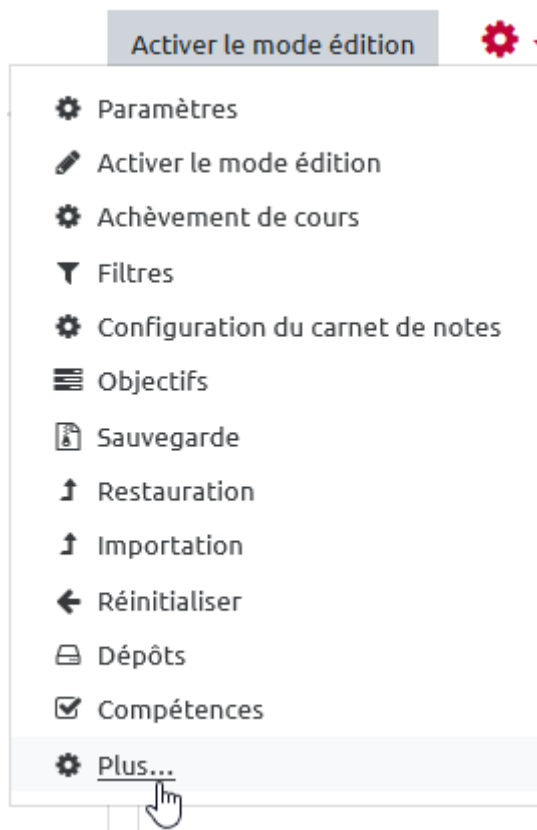 Activer le mode édition
Paramètres
Activer le mode édition
Achèvement de cours
Filtres
Configuration du carnet de notes
Objectifs
Sauvegarde
Restauration
Importation
Réinitialiser
Dépôts
Compétences
Plus...